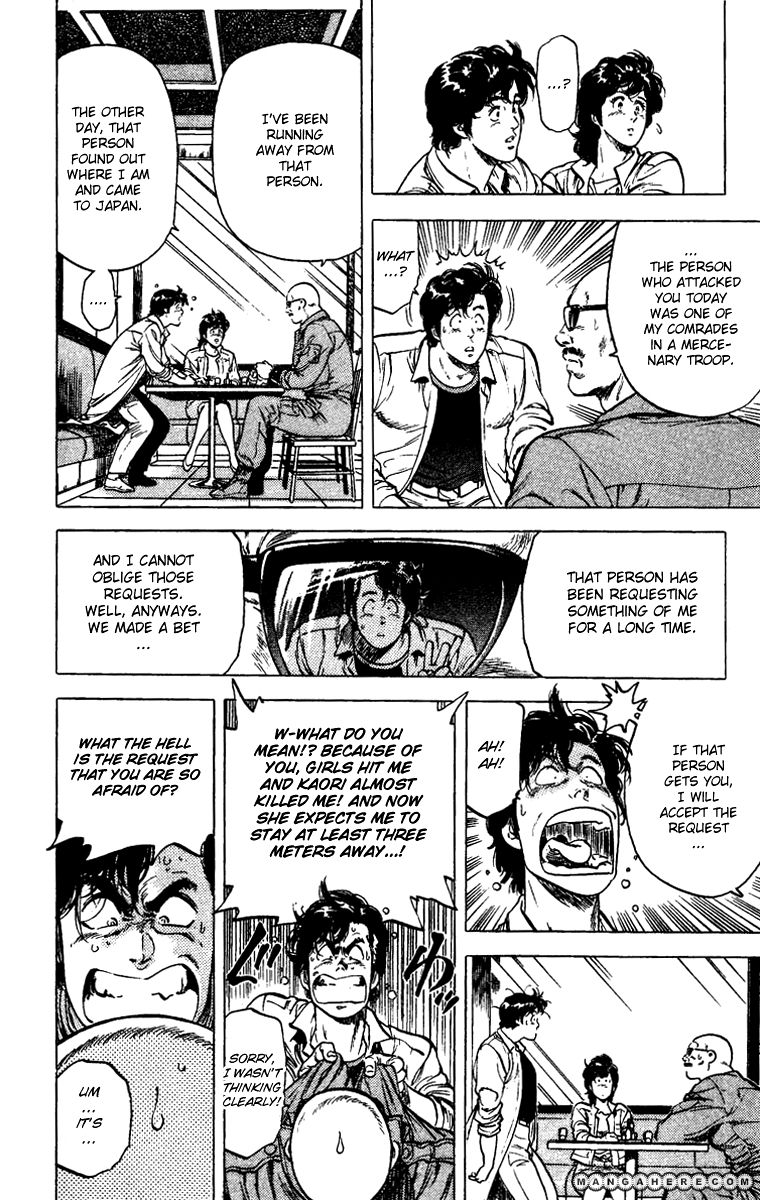 ...?
...
THE PERSON
WHO ATTACKED
YOU TODAY
WAS ONE OF
MY COMRADES
IN A MERCE-
NARY TROOP.
WHAT
...?
I'VE BEEN
RUNNING
AWAY FROM
THAT
PERSON.
THE OTHER
DAY, THAT
PERSON
FOUND OUT
WHERE I AM
AND CAME
TO JAPAN.
....
THAT PERSON HAS
BEEN REQUESTING
SOMETHING OF ME
FOR A LONG TIME.
AND I CANNOT
OBLIGE THOSE
REQUESTS.
WELL, ANYWAYS.
WE MADE A BET
...
IF THAT
PERSON
GETS YOU,
I WILL
ACCEPT THE
REQUEST
...
AH!
AH!
W-WHAT DO YOU
MEAN!? BECAUSE OF
YOU, GIRLS HIT ME
AND KAORI ALMOST
KILLED ME! AND NOW
SHE EXPECTS ME TO
STAY AT LEAST THREE
METERS AWAY...!
わッ
ぐい
SORRY,
I WASN'T
THINKING
CLEARLY!
WHAT THE HELL
IS THE REQUEST
THAT YOU ARE SO
AFRAID OF?
UM
...
IT'S
...
MANGAHERE.COM